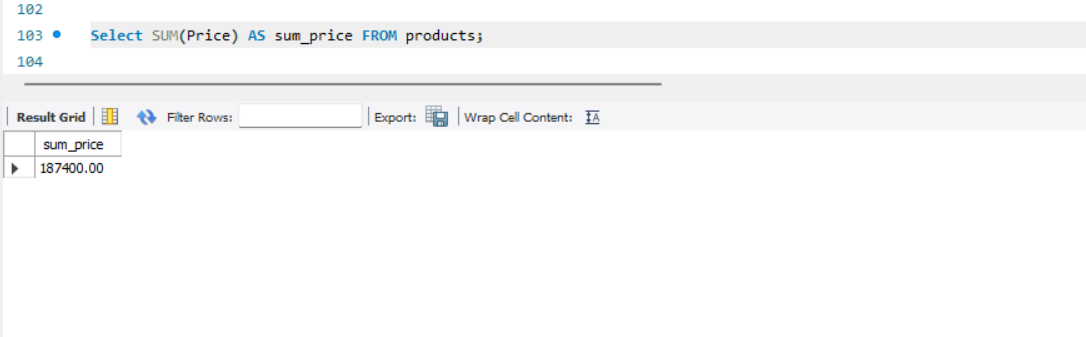 102
103 Select SUM(Price) AS sum_price FROM products;
104
Result Grid Filter Rows: Export: Wrap Cell Content: IA
sum_price
187400.00